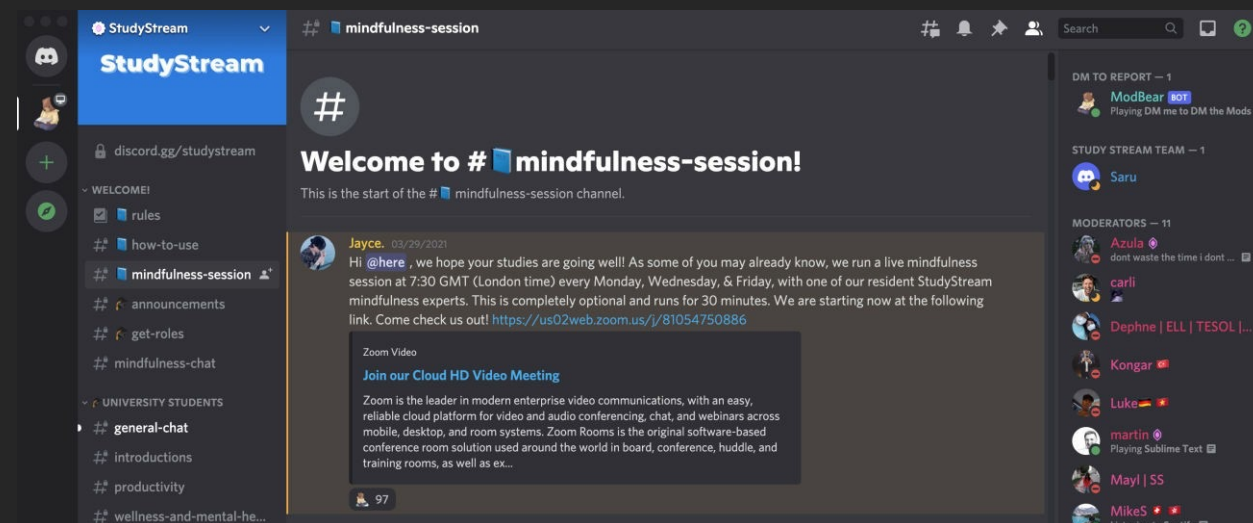 StudyStream
StudyStream
discord.gg/studystream
WELCOME!
rules
how-to-use
mindfulness-session
announcements
get-roles
mindfulness-chat
UNIVERSITY STUDENTS
general-chat
introductions
productivity
wellness-and-mental-he...
mindfulness-session
Search
Welcome to # mindfulness-session!
This is the start of the # mindfulness-session channel.
Jayce. 03/29/2021
Hi @here , we hope your studies are going well! As some of you may already know, we run a live mindfulness
session at 7:30 GMT (London time) every Monday, Wednesday, & Friday, with one of our resident StudyStream
mindfulness experts. This is completely optional and runs for 30 minutes. We are starting now at the following
link. Come check us out! https://us02web.zoom.us/j/81054750886
Zoom Video
Join our Cloud HD Video Meeting
Zoom is the leader in modern enterprise video communications, with an easy,
reliable cloud platform for video and audio conferencing, chat, and webinars across
mobile, desktop, and room systems. Zoom Rooms is the original software-based
conference room solution used around the world in board, conference, huddle, and
training rooms, as well as ex...
97
DM TO REPORT — 1
ModBear BOT
Playing DM me to DM the Mods
STUDY STREAM TEAM — 1
Saru
MODERATORS — 11
Azula
dont waste the time i dont ...
carli
Dephne | ELL | TESOL |...
Kongar
Luke
martin
Playing Sublime Text
Mayl | SS
MikeS